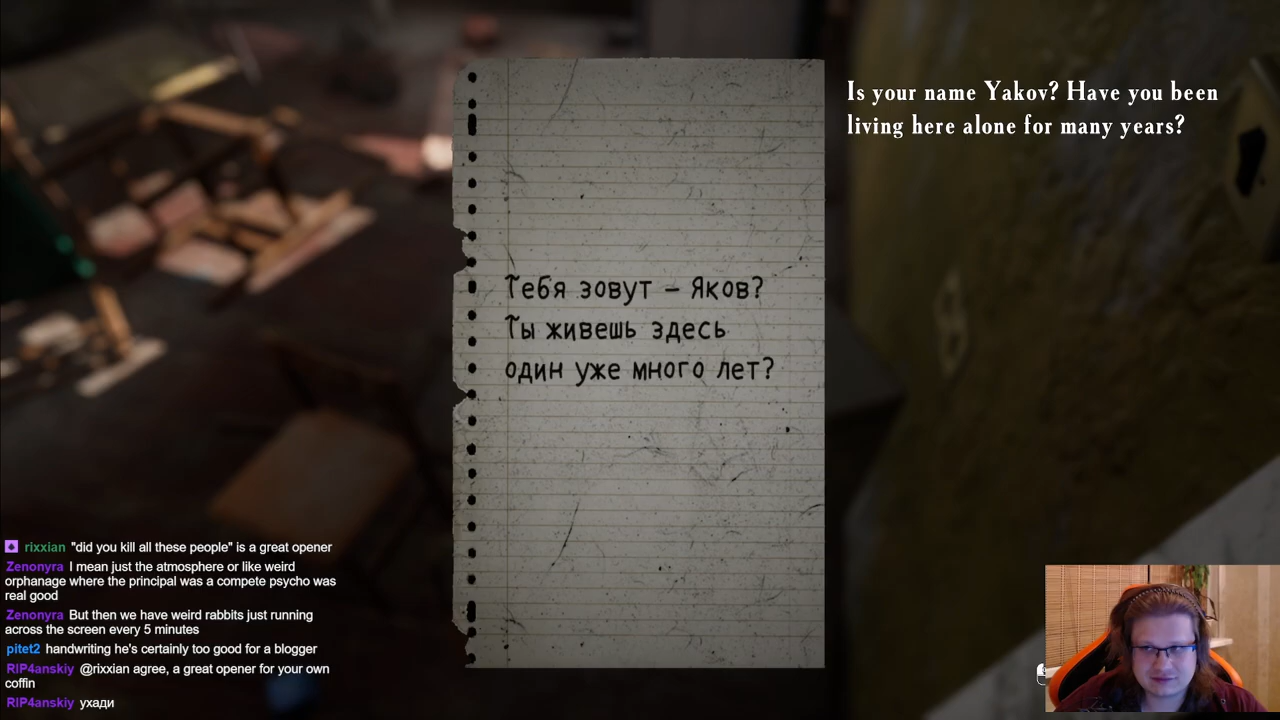 Is your name Yakov? Have you been
living here alone for many years?
Тебя зовут – Яков?
Ты живешь здесь
один уже много лет?
rixxian "did you kill all these people" is a great opener
Zenonyra I mean just the atmosphere or like weird
orphanage where the principal was a compete psycho was
real good
Zenonyra But then we have weird rabbits just running
across the screen every 5 minutes
pitet2 handwriting he's certainly too good for a blogger
RIP4anskiy @rixxian agree, a great opener for your own
coffin
RIP4anskiy ухади